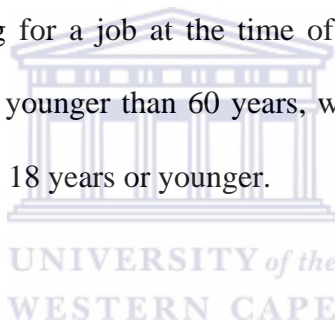 g for a job at the time of
younger than 60 years, w
18 years or younger.
UNIVERSITY of the
WESTERN CAPE